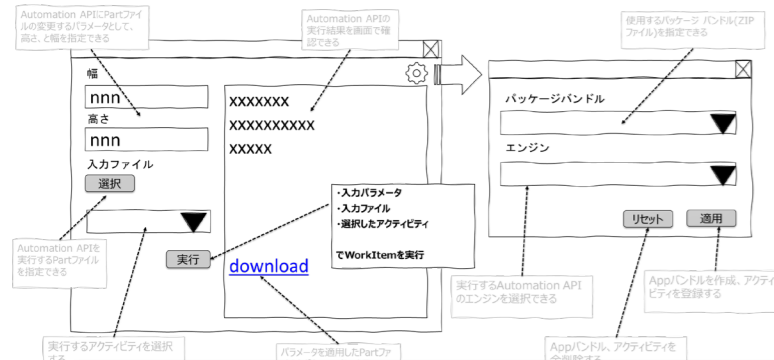 Automation APIにPartファイ
ルの変更するパラメータとして、
高さ、と幅を指定できる
Automation APIの
実行結果を画面で確
認できる
使用するパッケージ バンドル(ZIP
ファイル)を指定できる
幅
nnn
高さ
nnn
入力ファイル
選択
実行
xxxxxxx
xxxxxxxxxx
xxxxx
download
・入力パラメータ
・入力ファイル
・選択したアクティビティ
でWorkItemを実行
パッケージバンドル
エンジン
リセット
適用
Automation APIを
実行するPartファイル
を指定できる
実行するAutomation API
のエンジンを選択できる
Appバンドルを作成、アクティ
ビティを登録する
実行するアクティビティを選択
する
パラメータを適用したPartファ
Appバンドル、アクティビティを
全削除する